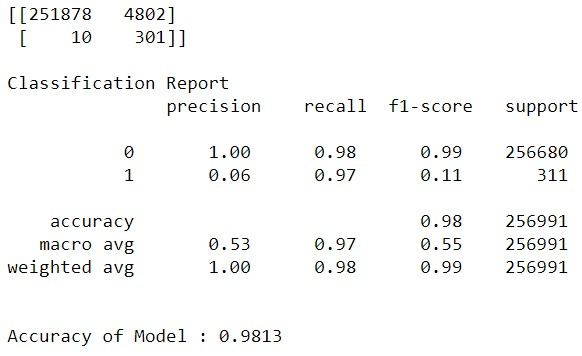 [[251878 4802]
[ 10 301]]
Classification Report
precision recall f1-score support
0 1.00 0.98 0.99 256680
1 0.06 0.97 0.11 311
accuracy 0.98 256991
macro avg 0.53 0.97 0.55 256991
weighted avg 1.00 0.98 0.99 256991
Accuracy of Model : 0.9813